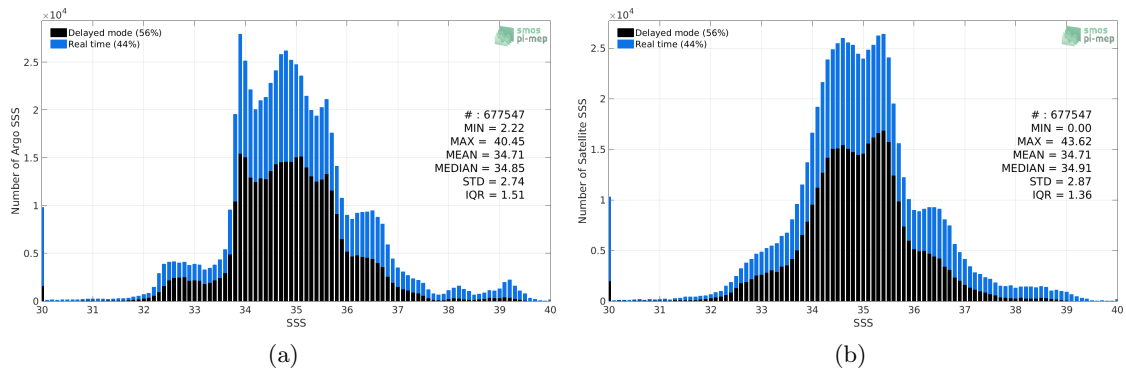 ×10⁴
Delayed mode (56%)
Real time (44%)
smos
pi-mep
2.5
2
1.5
1
0.5
0
Number of Argo SSS
# : 677547
MIN = 2.22
MAX = 40.45
MEAN = 34.71
MEDIAN = 34.85
STD = 2.74
IQR = 1.51
30 31 32 33 34 35 36 37 38 39 40
SSS
(a)
×10⁴
Delayed mode (56%)
Real time (44%)
smos
pi-mep
2.5
2
1.5
1
0.5
0
Number of Satellite SSS
# : 677547
MIN = 0.00
MAX = 43.62
MEAN = 34.71
MEDIAN = 34.91
STD = 2.87
IQR = 1.36
30 31 32 33 34 35 36 37 38 39 40
SSS
(b)